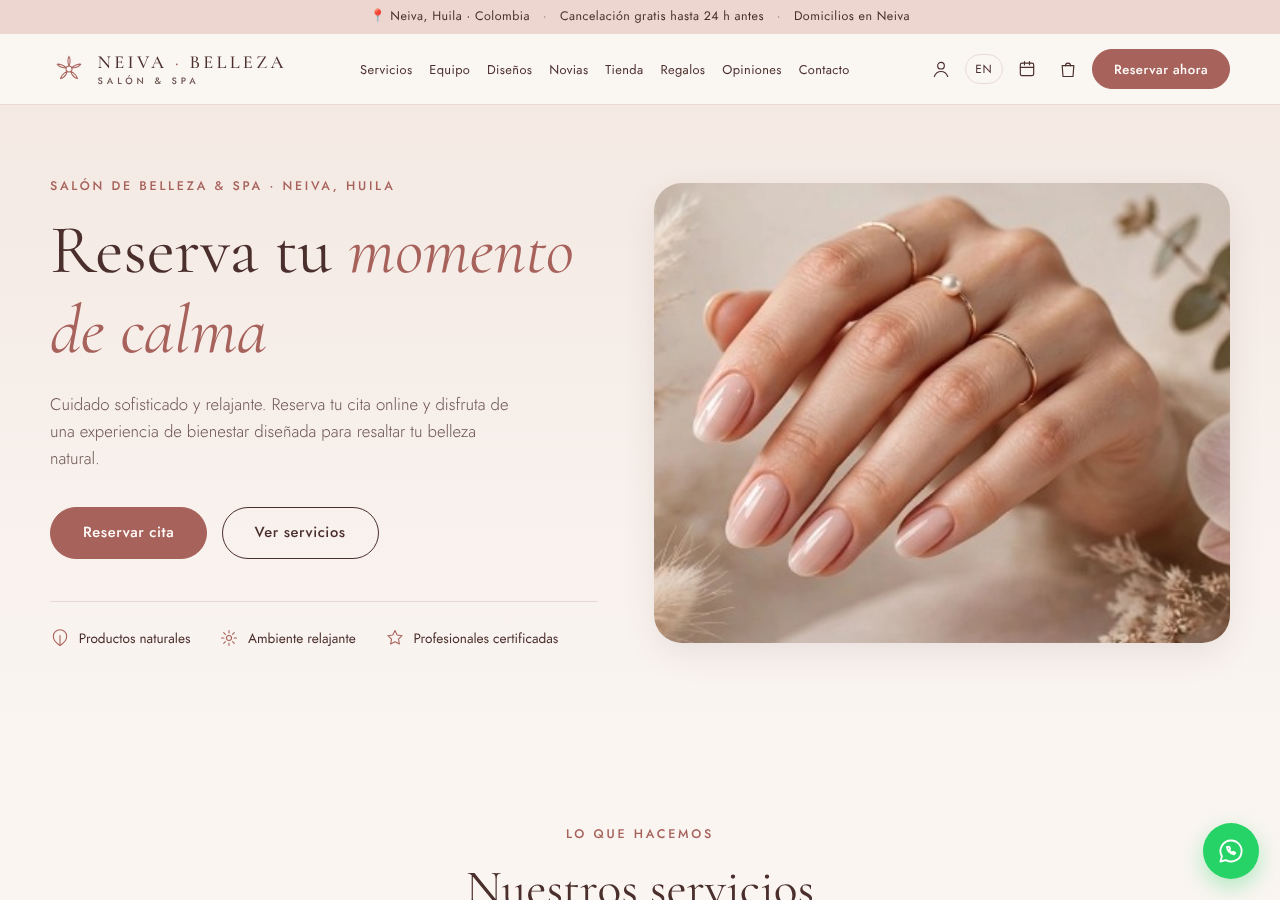 📍 Neiva, Huila · Colombia · Cancelación gratis hasta 24 h antes · Domicilios en Neiva
NEIVA · BELLEZA
SALÓN & SPA
Servicios Equipo Diseños Novias Tienda Regalos Opiniones Contacto
EN
Reservar ahora
SALÓN DE BELLEZA & SPA · NEIVA, HUILA
Reserva tu momento
de calma
Cuidado sofisticado y relajante. Reserva tu cita online y disfruta de
una experiencia de bienestar diseñada para resaltar tu belleza
natural.
Reservar cita
Ver servicios
Productos naturales
Ambiente relajante
Profesionales certificadas
LO QUE HACEMOS
Nuestros servicios